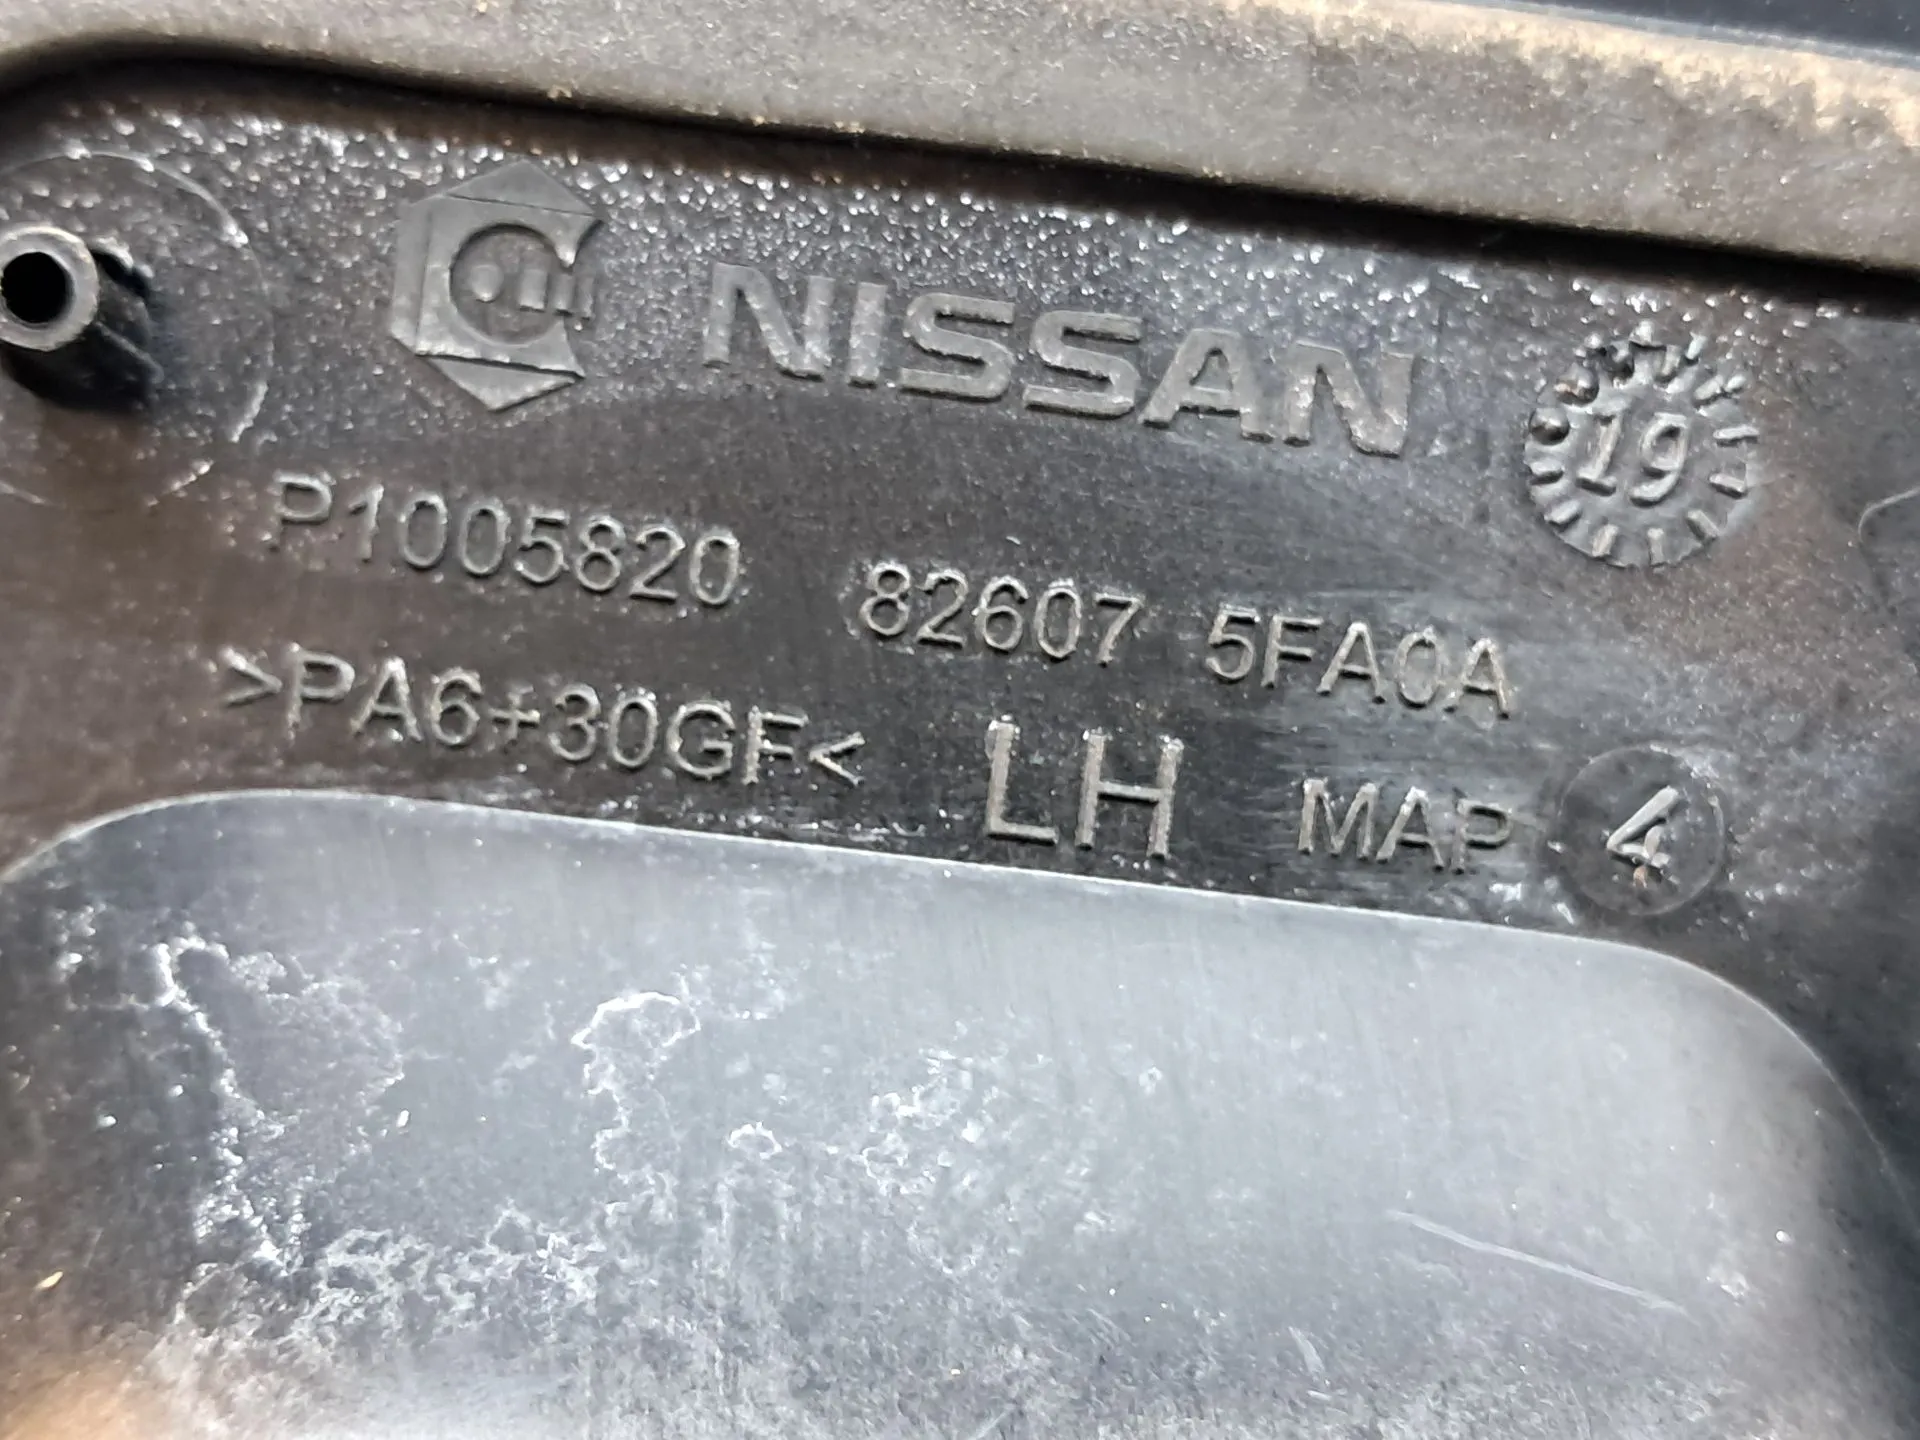 NISSAN
19
P1005820 82607 5FA0A
>PA6+30GF< LH MAP 4